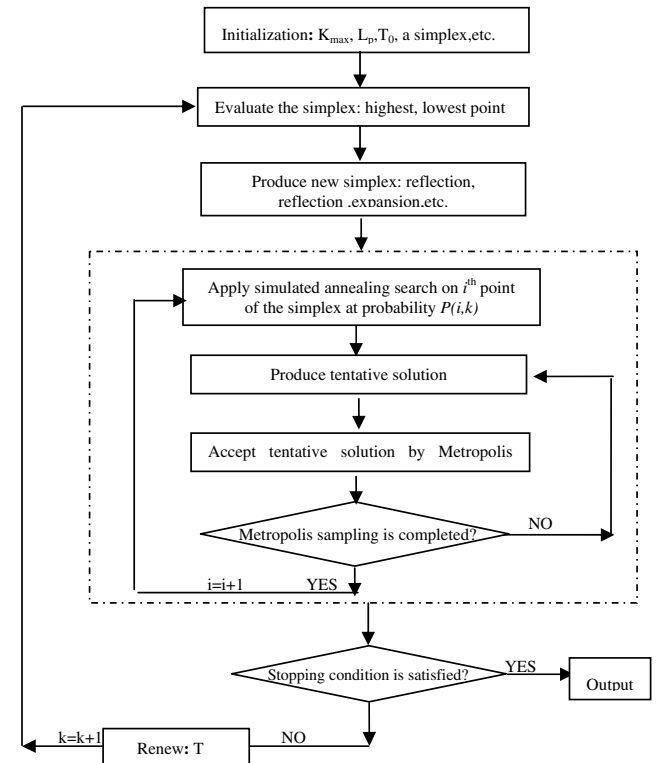 Initialization: Kmax, Lp,T0, a simplex,etc.
Evaluate the simplex: highest, lowest point
Produce new simplex: reflection,
reflection ,expansion,etc.
Apply simulated annealing search on ith point
of the simplex at probability P(i,k)
Produce tentative solution
Accept tentative solution by Metropolis
Metropolis sampling is completed?
NO
i=i+1
YES
Stopping condition is satisfied?
YES
Output
k=k+1
Renew: T
NO